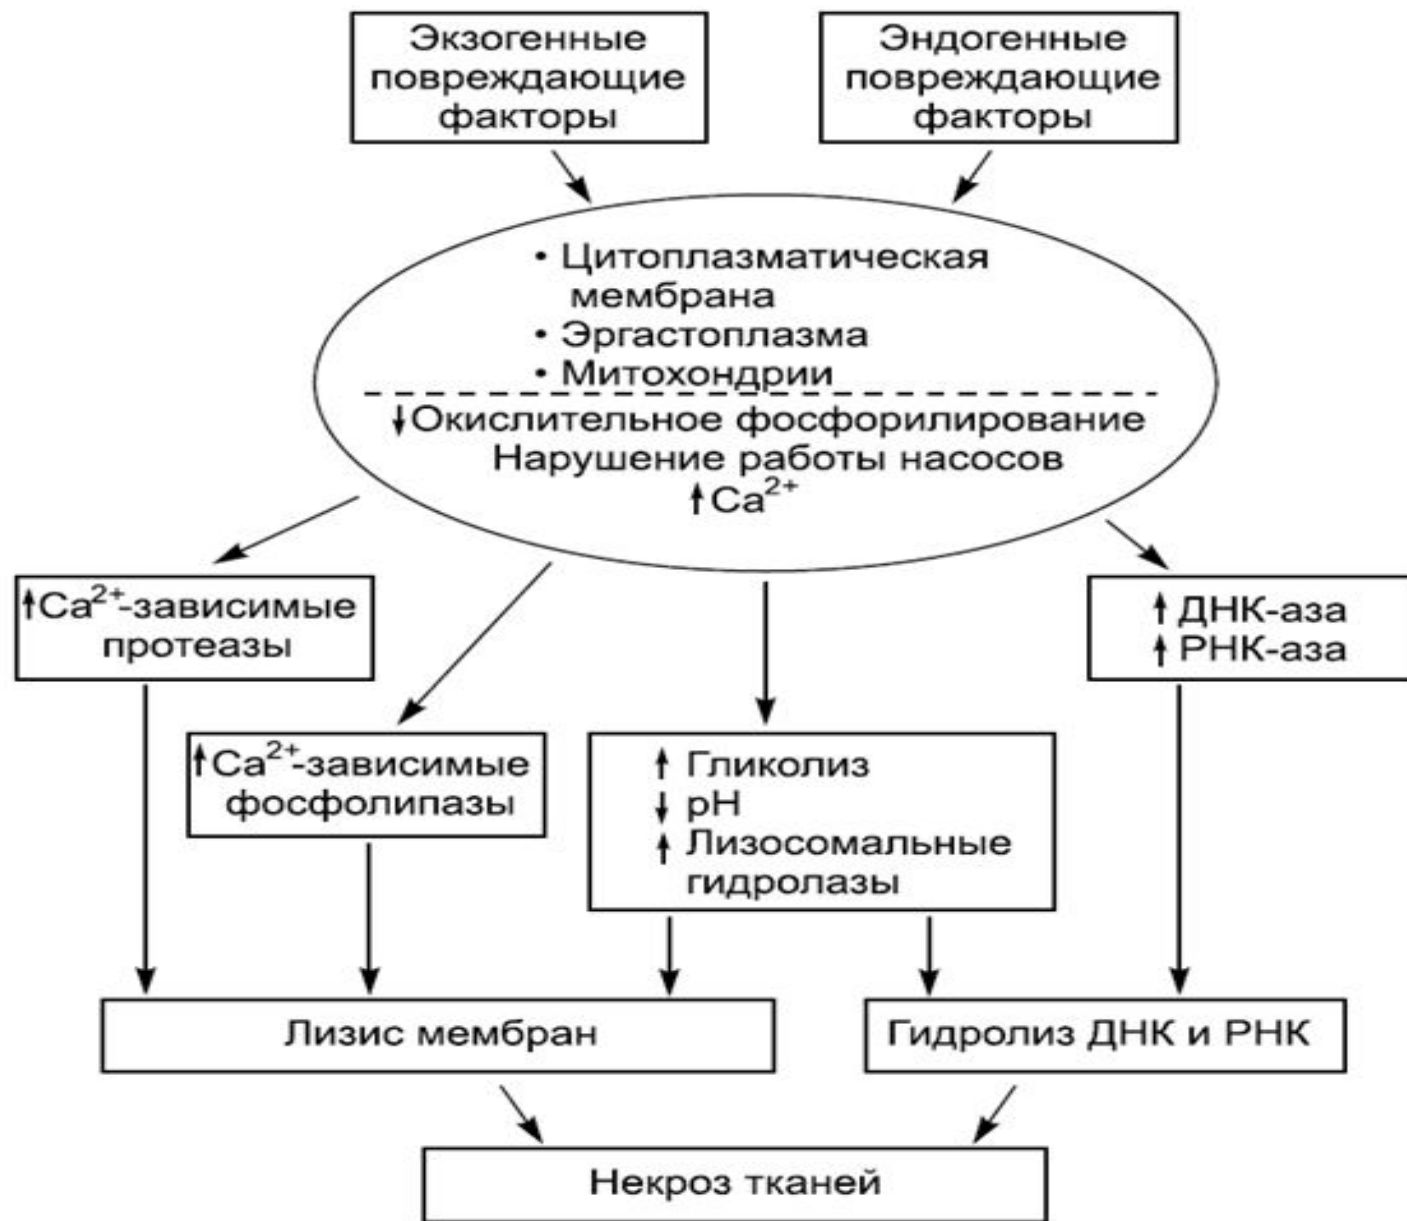 Экзогенные
повреждающие
факторы
Эндогенные
повреждающие
факторы
• Цитоплазматическая
мембрана
• Эргастоплазма
• Митохондрии
↓Окислительное фосфорилирование
Нарушение работы насосов
↑Ca²⁺
↑Ca²⁺-зависимые
протеазы
↑ ДНК-аза
↑ РНК-аза
↑Ca²⁺-зависимые
фосфолипазы
↑ Гликолиз
↓ pH
↑ Лизосомальные
гидролазы
Лизис мембран
Гидролиз ДНК и РНК
Некроз тканей